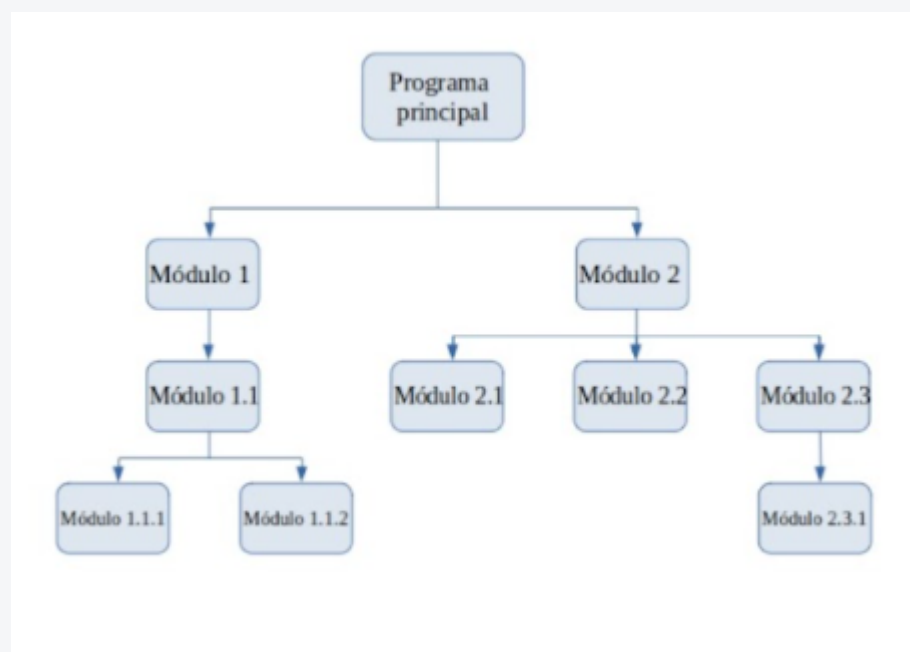 Programa
principal
Módulo 1
Módulo 2
Módulo 1.1
Módulo 2.1
Módulo 2.2
Módulo 2.3
Módulo 1.1.1
Módulo 1.1.2
Módulo 2.3.1